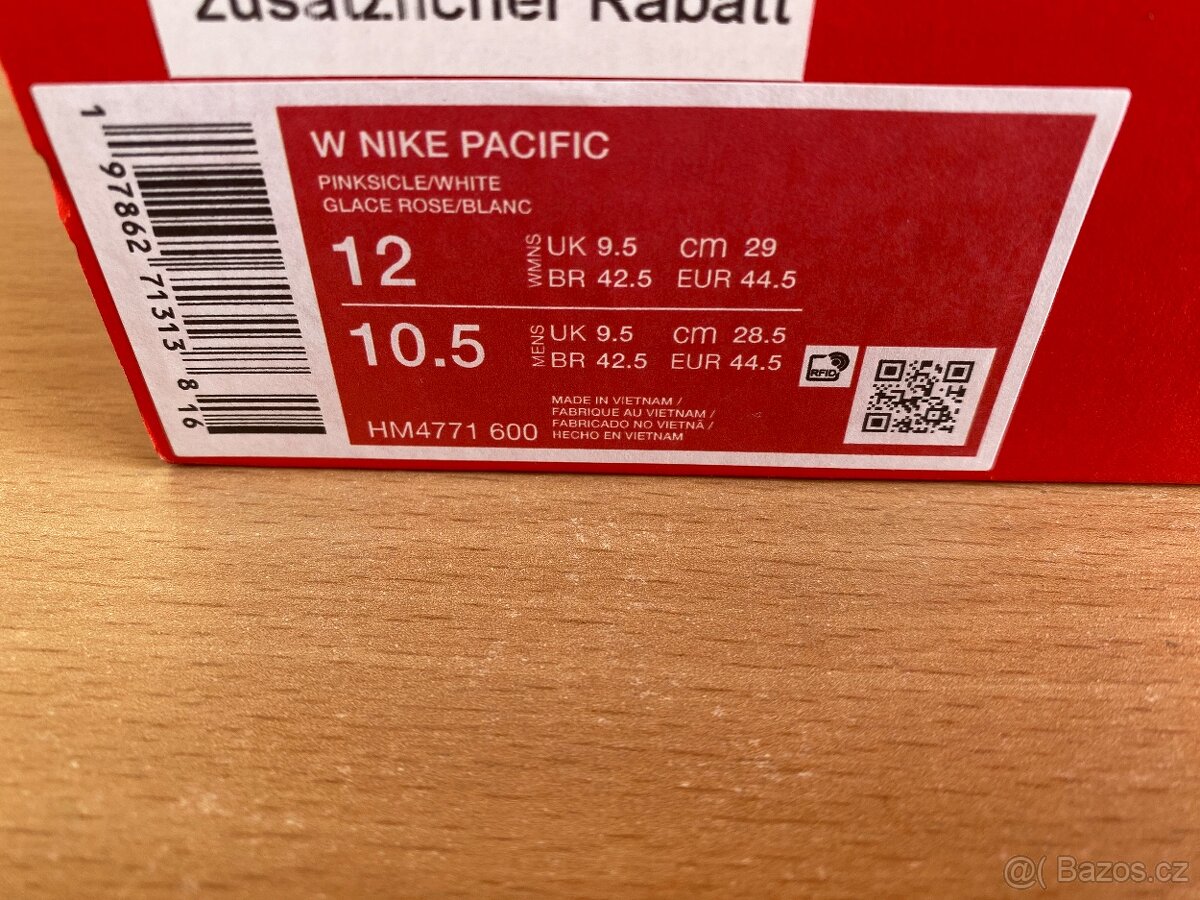 zusätzlicher Rabatt
W NIKE PACIFIC
PINKSICLE/WHITE
GLACE ROSE/BLANC
12 WMNS UK 9.5 cm 29
BR 42.5 EUR 44.5
10.5 MENS UK 9.5 cm 28.5
BR 42.5 EUR 44.5
HM4771 600
MADE IN VIETNAM /
FABRIQUE AU VIETNAM /
FABRICADO NO VIETNÃ /
HECHO EN VIETNAM
RFID
1 97862 71313 8 16
@( Bazos.cz